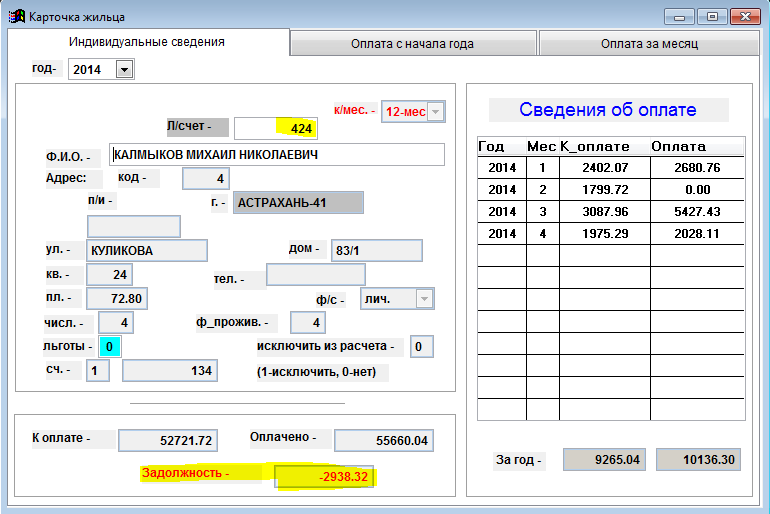 Карточка жильца
Индивидуальные сведения
Оплата с начала года
Оплата за месяц
год- 2014
к/мес. - 12-мес
Л/счет - 424
Ф.И.О. - КАЛМЫКОВ МИХАИЛ НИКОЛАЕВИЧ
Адрес: код - 4
п/и - г. - АСТРАХАНЬ-41
ул. - КУЛИКОВА дом - 83/1
кв. - 24 тел. -
пл. - 72.80 ф/с - лич.
числ. - 4 ф_прожив. - 4
льготы - 0 исключить из расчета - 0
сч. - 1 134 (1-исключить, 0-нет)
К оплате - 52721.72 Оплачено - 55660.04
Задолжность - -2938.32
Сведения об оплате
Год Мес К_оплате Оплата
2014 1 2402.07 2680.76
2014 2 1799.72 0.00
2014 3 3087.96 5427.43
2014 4 1975.29 2028.11
За год - 9265.04 10136.30